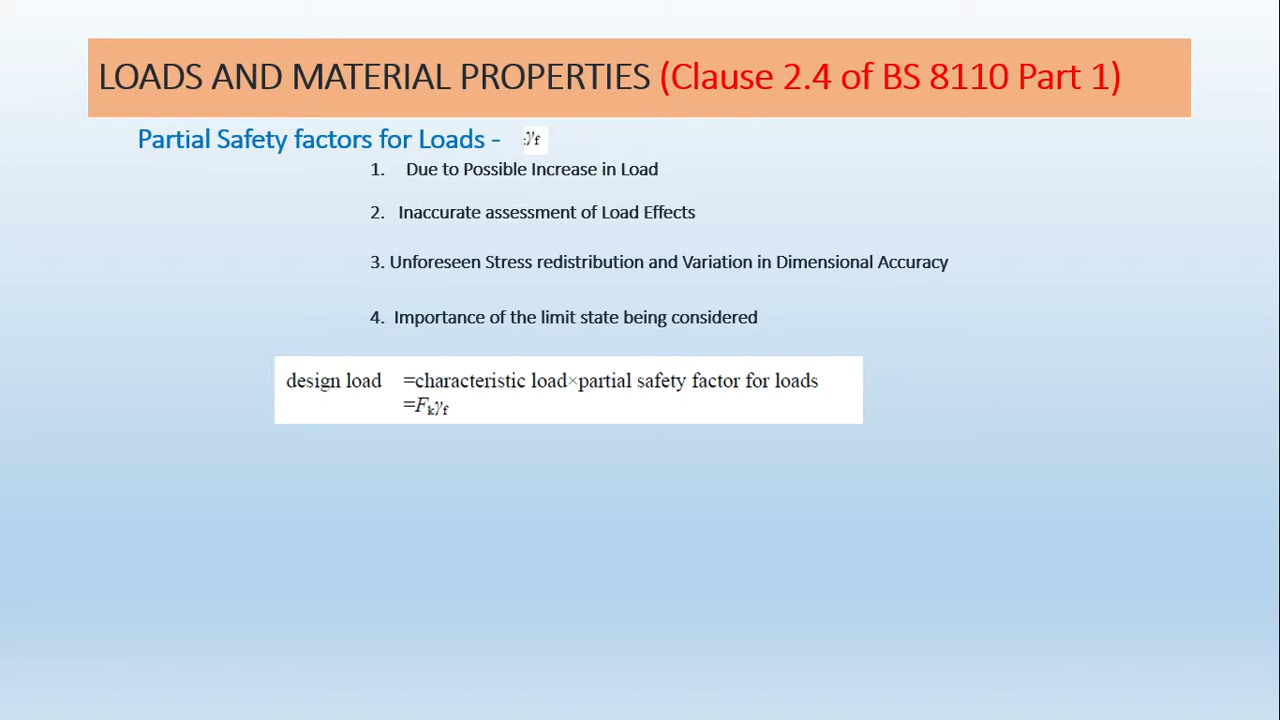 LOADS AND MATERIAL PROPERTIES (Clause 2.4 of BS 8110 Part 1)
Partial Safety factors for Loads - :γf
1. Due to Possible Increase in Load
2. Inaccurate assessment of Load Effects
3. Unforeseen Stress redistribution and Variation in Dimensional Accuracy
4. Importance of the limit state being considered
design load =characteristic load×partial safety factor for loads
=Fkγf